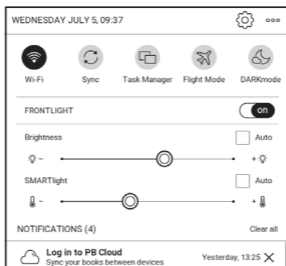 WEDNESDAY JULY 5, 09:37
Wi-Fi Sync Task Manager Flight Mode DARKmode
FRONTLIGHT on
Brightness Auto
- +
SMARTlight Auto
- +
NOTIFICATIONS (4) Clear all
Log in to PB Cloud
Sync your books between devices
Yesterday, 13:25